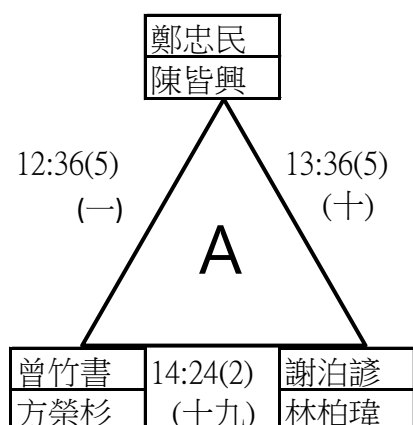 鄭忠民
陳皆興
12:36(5)
(一)
13:36(5)
(十)
A
曾竹書
方榮杉
14:24(2)
(十九)
謝泊諺
林柏瑋